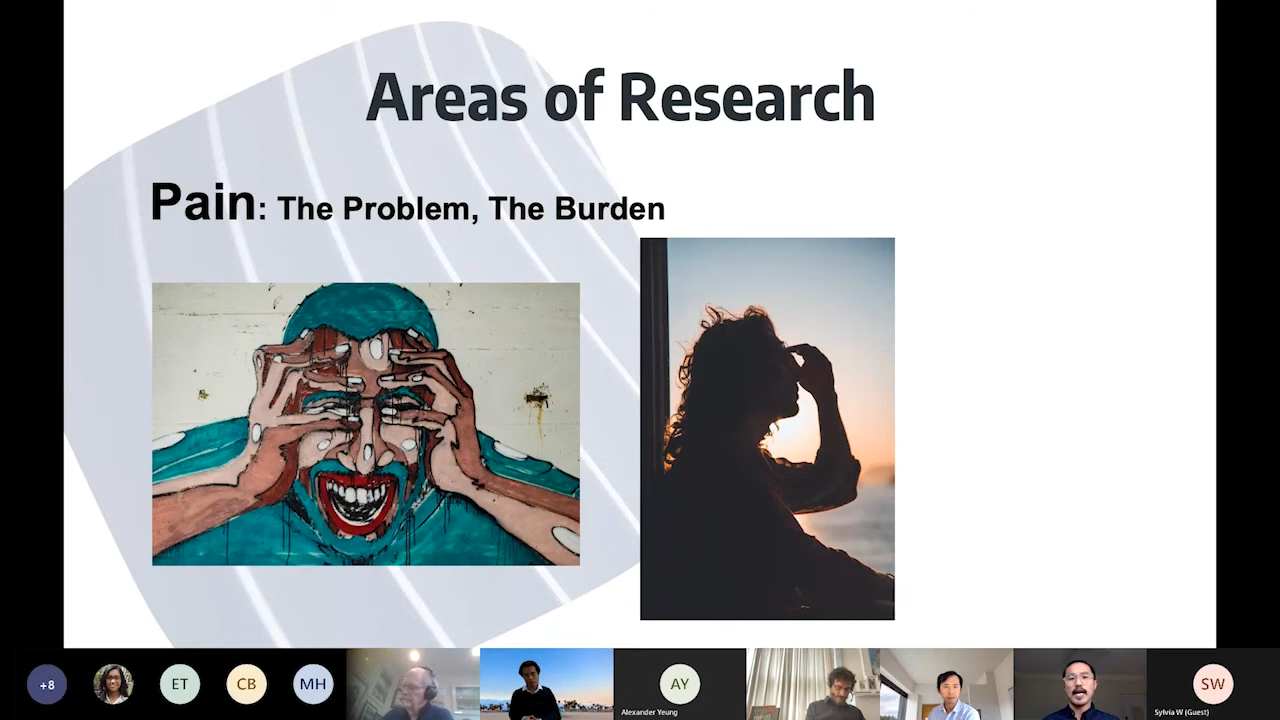 Areas of Research
Pain: The Problem, The Burden
+8
ET
CB
MH
AY
Alexander Yeung
SW
Sylvia W (Guest)